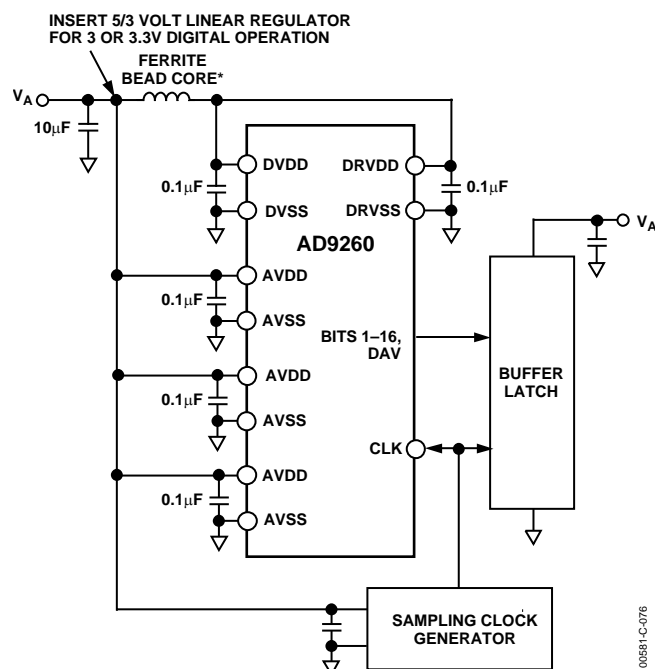 INSERT 5/3 VOLT LINEAR REGULATOR
FOR 3 OR 3.3V DIGITAL OPERATION
FERRITE
BEAD CORE*
VA
10μF
DVDD
DRVDD
0.1μF
0.1μF
DVSS
DRVSS
AD9260
VA
AVDD
0.1μF
AVSS
BITS 1–16,
DAV
BUFFER
LATCH
AVDD
0.1μF
AVSS
CLK
AVDD
0.1μF
AVSS
SAMPLING CLOCK
GENERATOR
00581-C-076